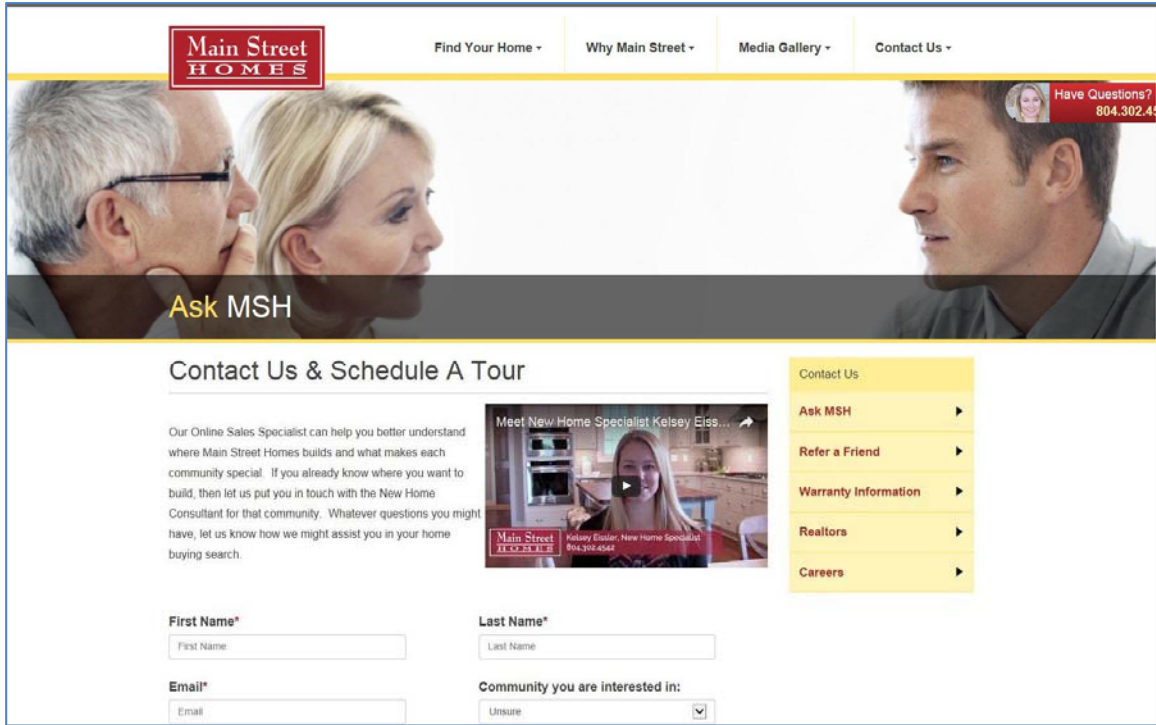 Main Street
HOMES
Find Your Home
Why Main Street
Media Gallery
Contact Us
Have Questions?
804.302.45
Ask MSH
Contact Us & Schedule A Tour
Our Online Sales Specialist can help you better understand
where Main Street Homes builds and what makes each
community special. If you already know where you want to
build, then let us put you in touch with the New Home
Consultant for that community. Whatever questions you might
have, let us know how we might assist you in your home
buying search.
Meet New Home Specialist Kelsey Eiss...
Main Street
HOMES
Kelsey Eissler, New Home Specialist
804.302.4542
Contact Us
Ask MSH
Refer a Friend
Warranty Information
Realtors
Careers
First Name*
First Name
Last Name*
Last Name
Email*
Email
Community you are interested in:
Unsure